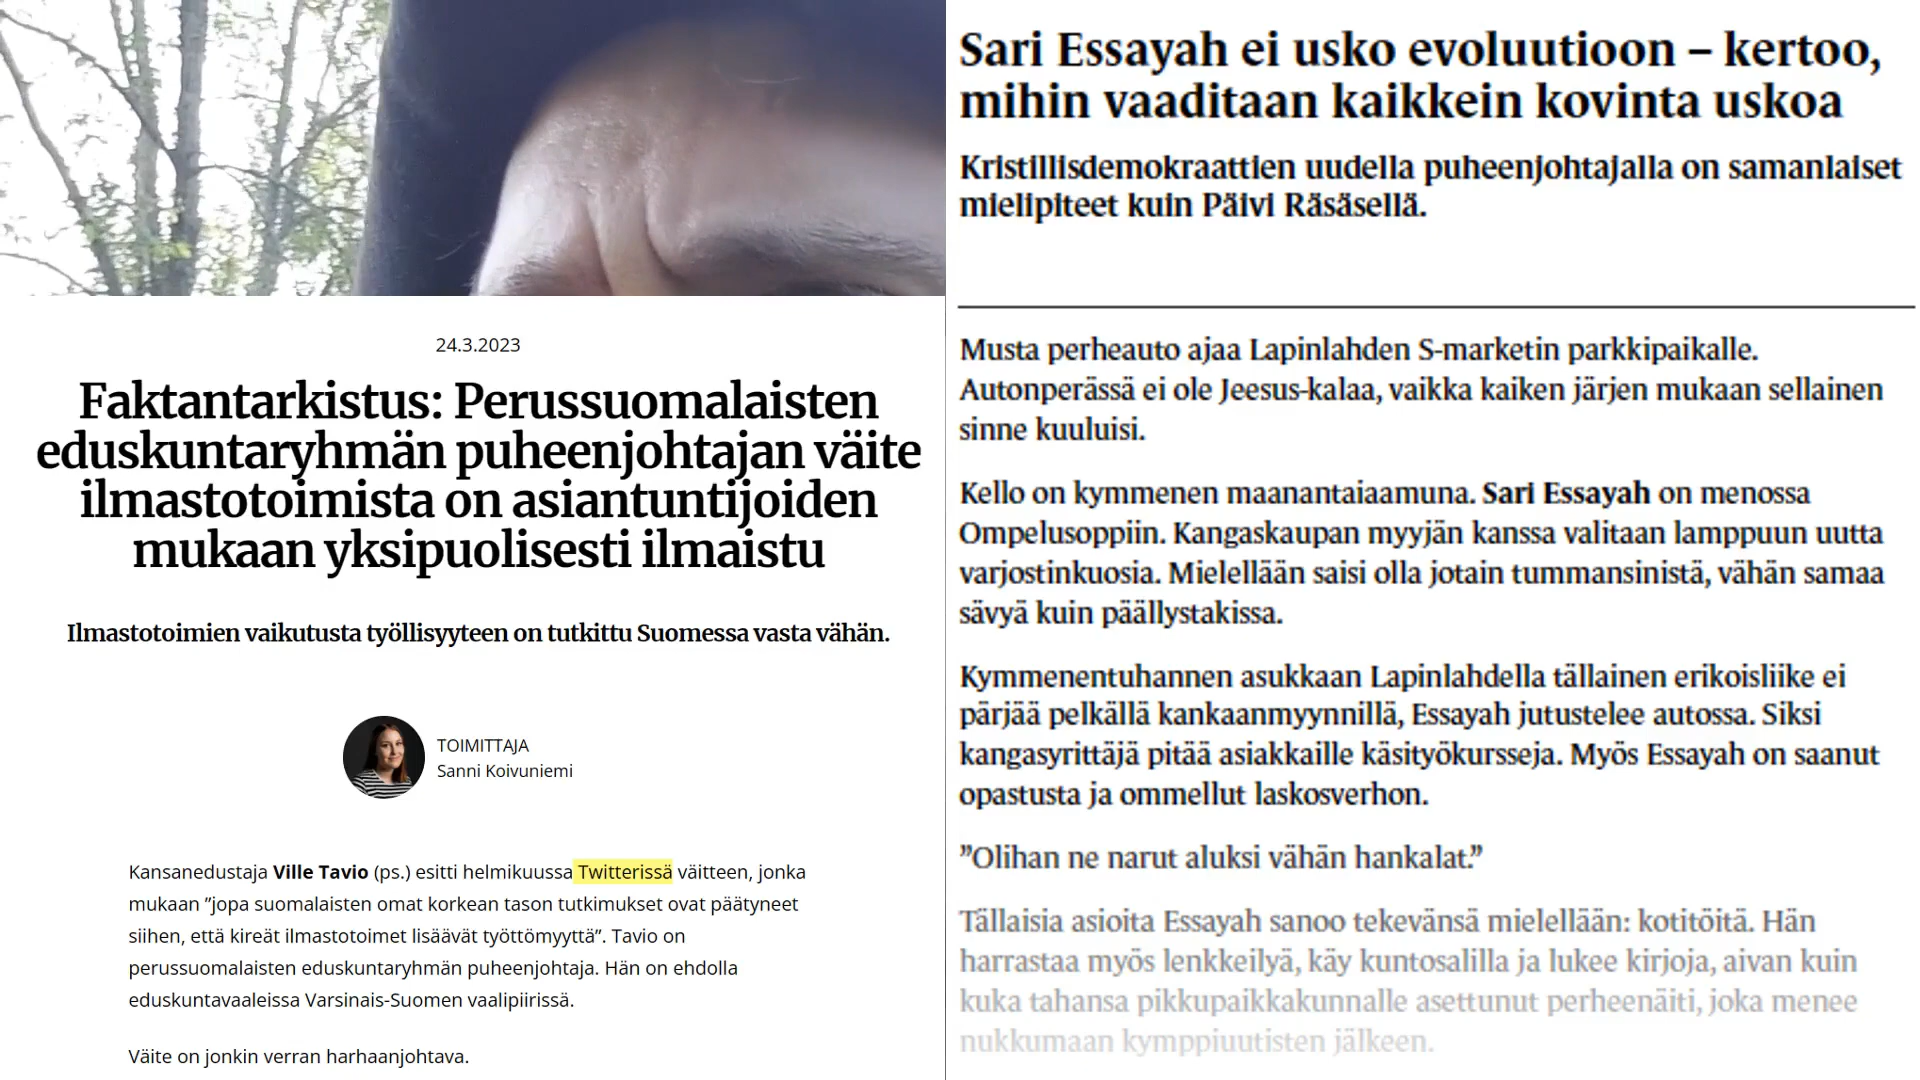 24.3.2023
Faktantarkistus: Perussuomalaisten
eduskuntaryhmän puheenjohtajan väite
ilmastotoimista on asiantuntijoiden
mukaan yksipuolisesti ilmaistu
Ilmastotoimien vaikutusta työllisyyteen on tutkittu Suomessa vasta vähän.
TOIMITTAJA
Sanni Koivuniemi
Kansanedustaja Ville Tavio (ps.) esitti helmikuussa Twitterissä väitteen, jonka
mukaan ”jopa suomalaisten omat korkean tason tutkimukset ovat päätyneet
siihen, että kireät ilmastotoimet lisäävät työttömyyttä”. Tavio on
perussuomalaisten eduskuntaryhmän puheenjohtaja. Hän on ehdolla
eduskuntavaaleissa Varsinais-Suomen vaalipiirissä.
Väite on jonkin verran harhaanjohtava.
Sari Essayah ei usko evoluutioon – kertoo,
mihin vaaditaan kaikkein kovinta uskoa
Kristillisdemokraattien uudella puheenjohtajalla on samanlaiset
mielipiteet kuin Päivi Räsäsellä.
Musta perheauto ajaa Lapinlahden S-marketin parkkipaikalle.
Autonperässä ei ole Jeesus-kalaa, vaikka kaiken järjen mukaan sellainen
sinne kuuluisi.
Kello on kymmenen maanantaiaamuna. Sari Essayah on menossa
Ompelusoppiin. Kangaskaupan myyjän kanssa valitaan lamppuun uutta
varjostinkuosia. Mielellään saisi olla jotain tummansinistä, vähän samaa
sävyä kuin päällystakissa.
Kymmenentuhannen asukkaan Lapinlahdella tällainen erikoisliike ei
pärjää pelkällä kankaanmyynnillä, Essayah jutustelee autossa. Siksi
kangasyrittäjä pitää asiakkaille käsityökursseja. Myös Essayah on saanut
opastusta ja ommellut laskosverhon.
”Olihan ne narut aluksi vähän hankalat.”
Tällaisia asioita Essayah sanoo tekevänsä mielellään: kotitöitä. Hän
harrastaa myös lenkkeilyä, käy kuntosalilla ja lukee kirjoja, aivan kuin
kuka tahansa pikkupaikkakunnalle asettunut perheenäiti, joka menee
nukkumaan kymppiuutisten jälkeen.